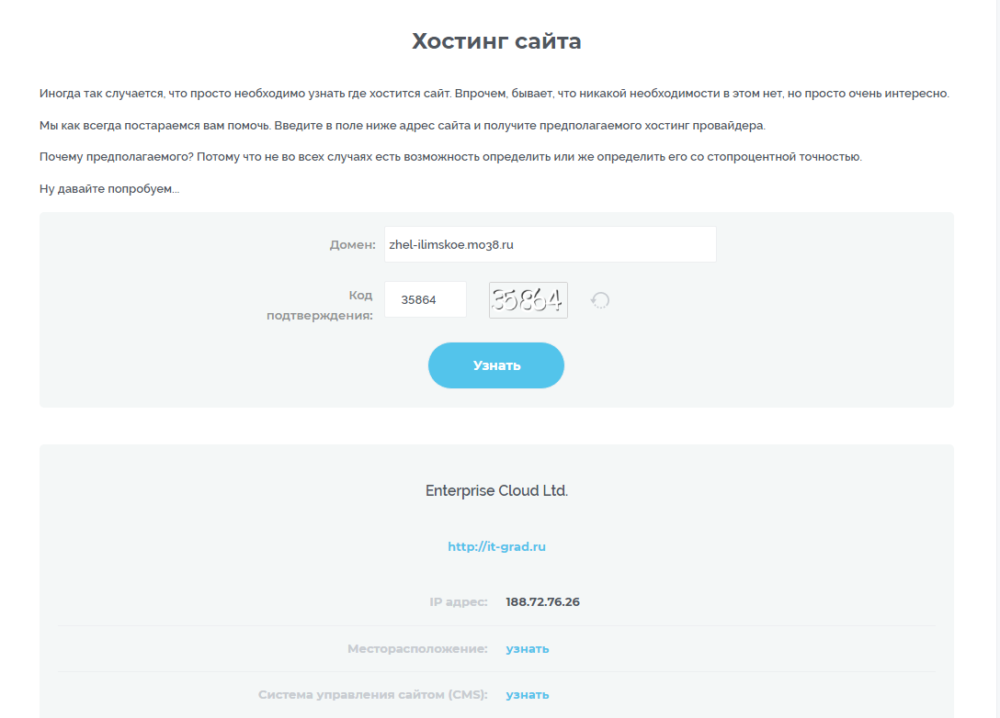 Хостинг сайта
Иногда так случается, что просто необходимо узнать где хостится сайт. Впрочем, бывает, что никакой необходимости в этом нет, но просто очень интересно.
Мы как всегда постараемся вам помочь. Введите в поле ниже адрес сайта и получите предполагаемого хостинг провайдера.
Почему предполагаемого? Потому что не во всех случаях есть возможность определить или же определить его со стопроцентной точностью.
Ну давайте попробуем...
Домен: zhel-ilimskoe.mo38.ru
Код подтверждения: 35864 35864
Узнать
Enterprise Cloud Ltd.
http://it-grad.ru
IP адрес: 188.72.76.26
Месторасположение: узнать
Система управления сайтом (CMS): узнать